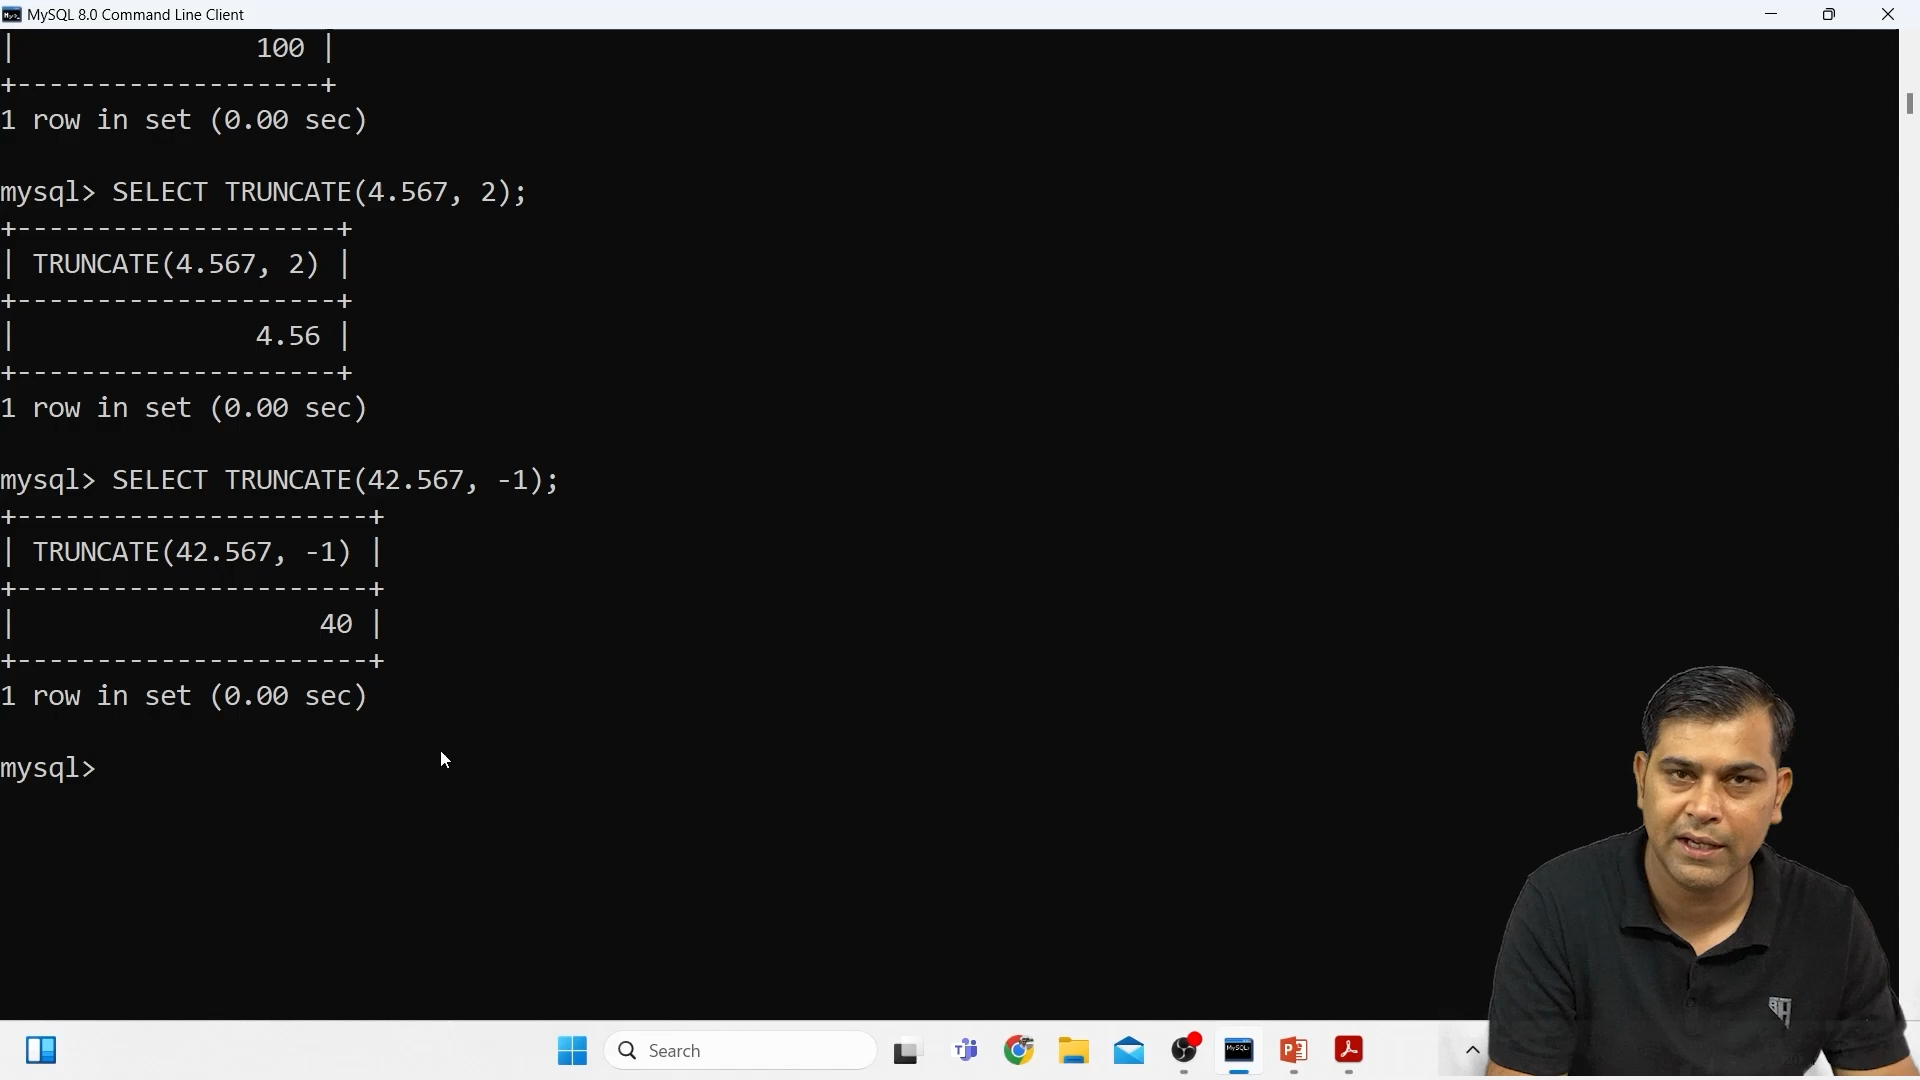 MySQL 8.0 Command Line Client
|                100 |
+-------------------+
1 row in set (0.00 sec)
mysql> SELECT TRUNCATE(4.567, 2);
+--------------------+
| TRUNCATE(4.567, 2) |
+--------------------+
|               4.56 |
+--------------------+
1 row in set (0.00 sec)
mysql> SELECT TRUNCATE(42.567, -1);
+----------------------+
| TRUNCATE(42.567, -1) |
+----------------------+
|                   40 |
+----------------------+
1 row in set (0.00 sec)
mysql>
Search